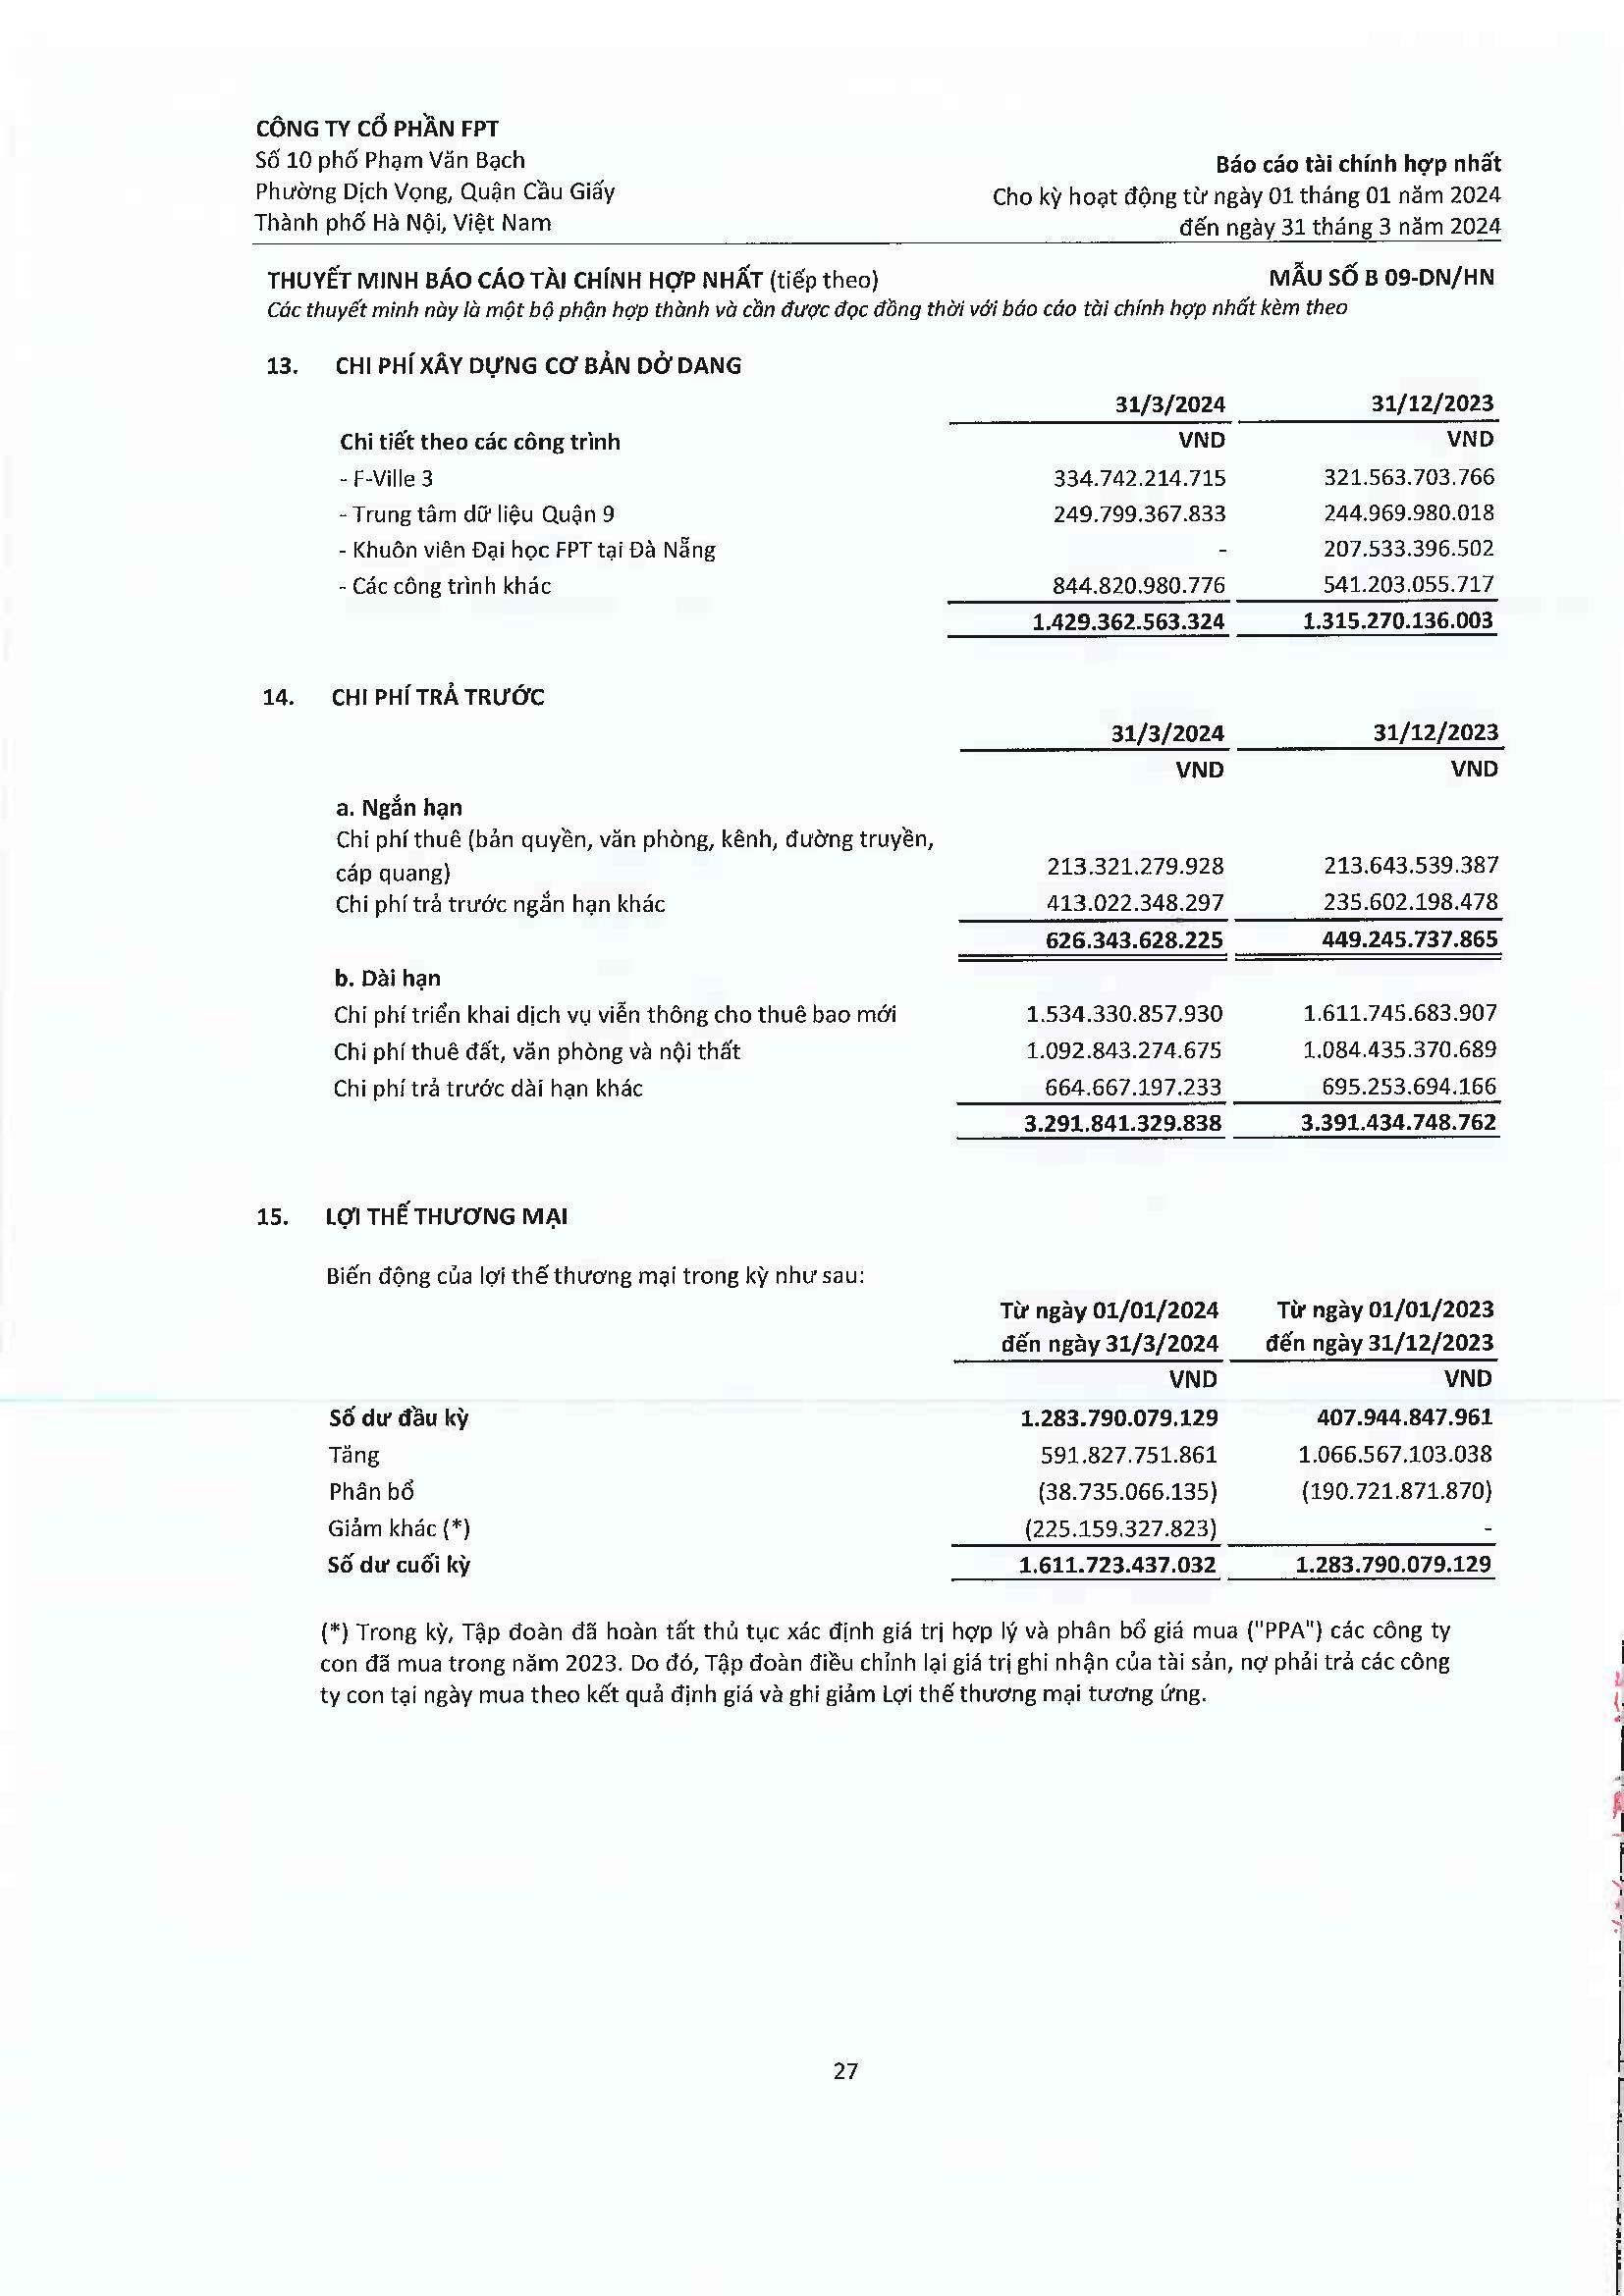 CÔNG TY CỔ PHẦN FPT
Số 10 phố Phạm Văn Bạch
Phường Dịch Vọng, Quận Cầu Giấy
Thành phố Hà Nội, Việt Nam
Báo cáo tài chính hợp nhất
Cho kỳ hoạt động từ ngày 01 tháng 01 năm 2024
đến ngày 31 tháng 3 năm 2024
THUYẾT MINH BÁO CÁO TÀI CHÍNH HỢP NHẤT (tiếp theo) MẪU SỐ B 09-DN/HN
Các thuyết minh này là một bộ phận hợp thành và cần được đọc đồng thời với báo cáo tài chính hợp nhất kèm theo
13. CHI PHÍ XÂY DỰNG CƠ BẢN DỞ DANG
31/3/2024 31/12/2023
Chi tiết theo các công trình VND VND
- F-Ville 3 334.742.214.715 321.563.703.766
- Trung tâm dữ liệu Quận 9 249.799.367.833 244.969.980.018
- Khuôn viên Đại học FPT tại Đà Nẵng - 207.533.396.502
- Các công trình khác 844.820.980.776 541.203.055.717
1.429.362.563.324 1.315.270.136.003
14. CHI PHÍ TRẢ TRƯỚC
31/3/2024 31/12/2023
VND VND
a. Ngắn hạn
Chi phí thuê (bản quyền, văn phòng, kênh, đường truyền,
cáp quang) 213.321.279.928 213.643.539.387
Chi phí trả trước ngắn hạn khác 413.022.348.297 235.602.198.478
626.343.628.225 449.245.737.865
b. Dài hạn
Chi phí triển khai dịch vụ viễn thông cho thuê bao mới 1.534.330.857.930 1.611.745.683.907
Chi phí thuê đất, văn phòng và nội thất 1.092.843.274.675 1.084.435.370.689
Chi phí trả trước dài hạn khác 664.667.197.233 695.253.694.166
3.291.841.329.838 3.391.434.748.762
15. LỢI THẾ THƯƠNG MẠI
Biến động của lợi thế thương mại trong kỳ như sau:
Từ ngày 01/01/2024 Từ ngày 01/01/2023
đến ngày 31/3/2024 đến ngày 31/12/2023
VND VND
Số dư đầu kỳ 1.283.790.079.129 407.944.847.961
Tăng 591.827.751.861 1.066.567.103.038
Phân bổ (38.735.066.135) (190.721.871.870)
Giảm khác (*) (225.159.327.823) -
Số dư cuối kỳ 1.611.723.437.032 1.283.790.079.129
(*) Trong kỳ, Tập đoàn đã hoàn tất thủ tục xác định giá trị hợp lý và phân bổ giá mua ("PPA") các công ty
con đã mua trong năm 2023. Do đó, Tập đoàn điều chỉnh lại giá trị ghi nhận của tài sản, nợ phải trả các công
ty con tại ngày mua theo kết quả định giá và ghi giảm Lợi thế thương mại tương ứng.
27